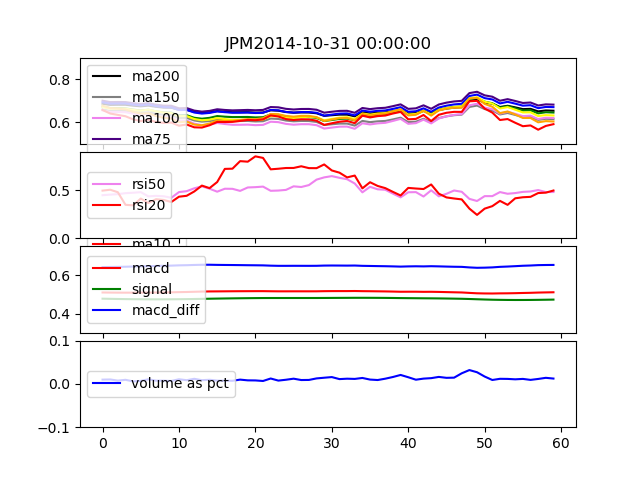 JPM2014-10-31 00:00:00
0.8
0.6
ma200
ma150
ma100
ma75
0.5
0.0
rsi50
rsi20
ma10
0.6
0.4
macd
signal
macd_diff
0.1
0.0
−0.1
volume as pct
0 10 20 30 40 50 60